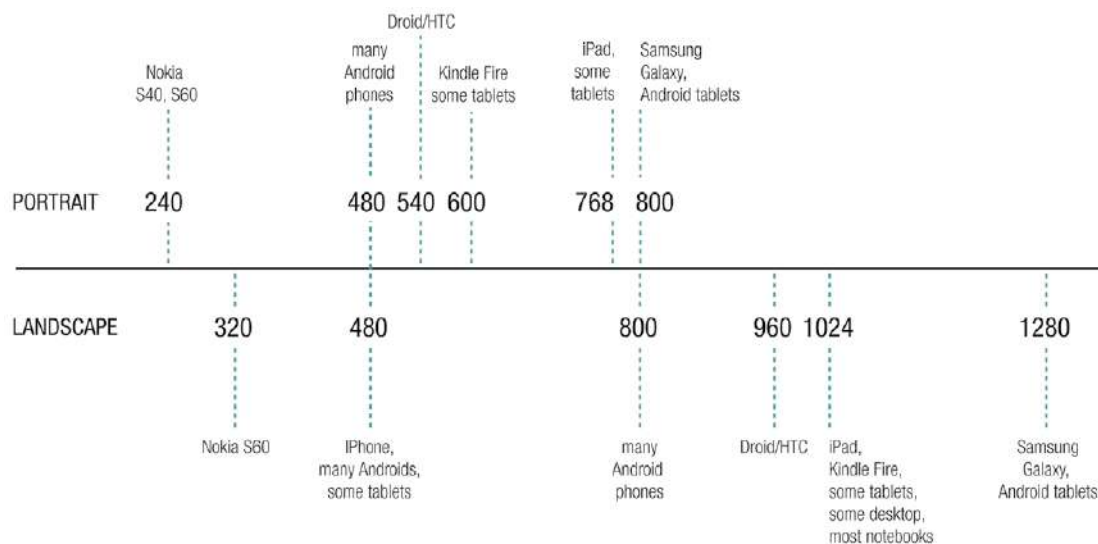 Droid/HTC
many
Android
phones
iPad,
some
tablets
Samsung
Galaxy,
Android tablets
Nokia
S40, S60
Kindle Fire
some tablets
PORTRAIT 240 480 540 600 768 800
LANDSCAPE 320 480 800 960 1024 1280
Nokia S60
IPhone,
many Androids,
some tablets
many
Android
phones
Droid/HTC
iPad,
Kindle Fire,
some tablets,
some desktop,
most notebooks
Samsung
Galaxy,
Android tablets